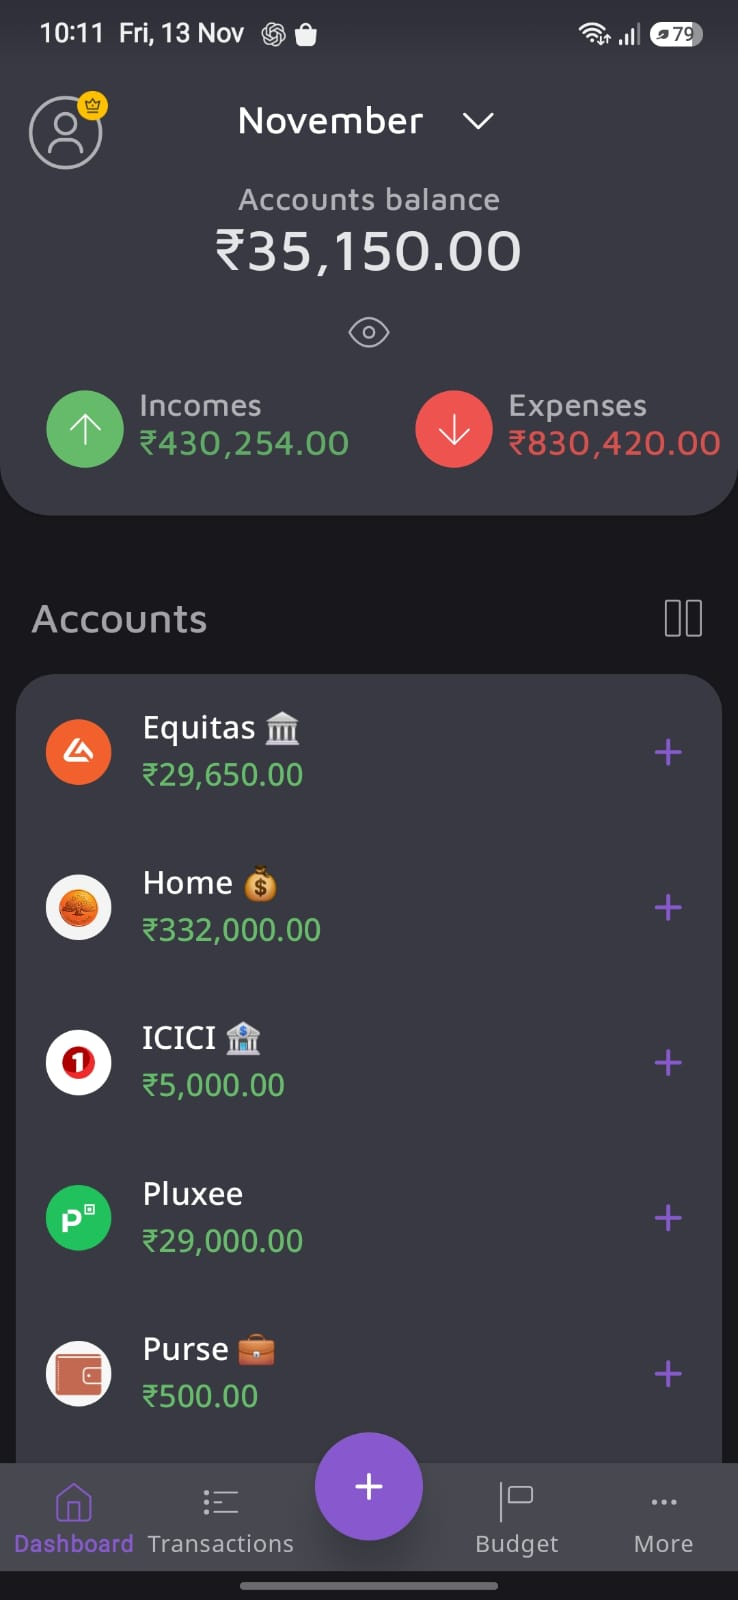 10:11 Fri, 13 Nov
79
November
Accounts balance
₹35,150.00
Incomes
₹430,254.00
Expenses
₹830,420.00
Accounts
Equitas
₹29,650.00
Home
₹332,000.00
ICICI
₹5,000.00
Pluxee
₹29,000.00
Purse
₹500.00
Dashboard
Transactions
Budget
More